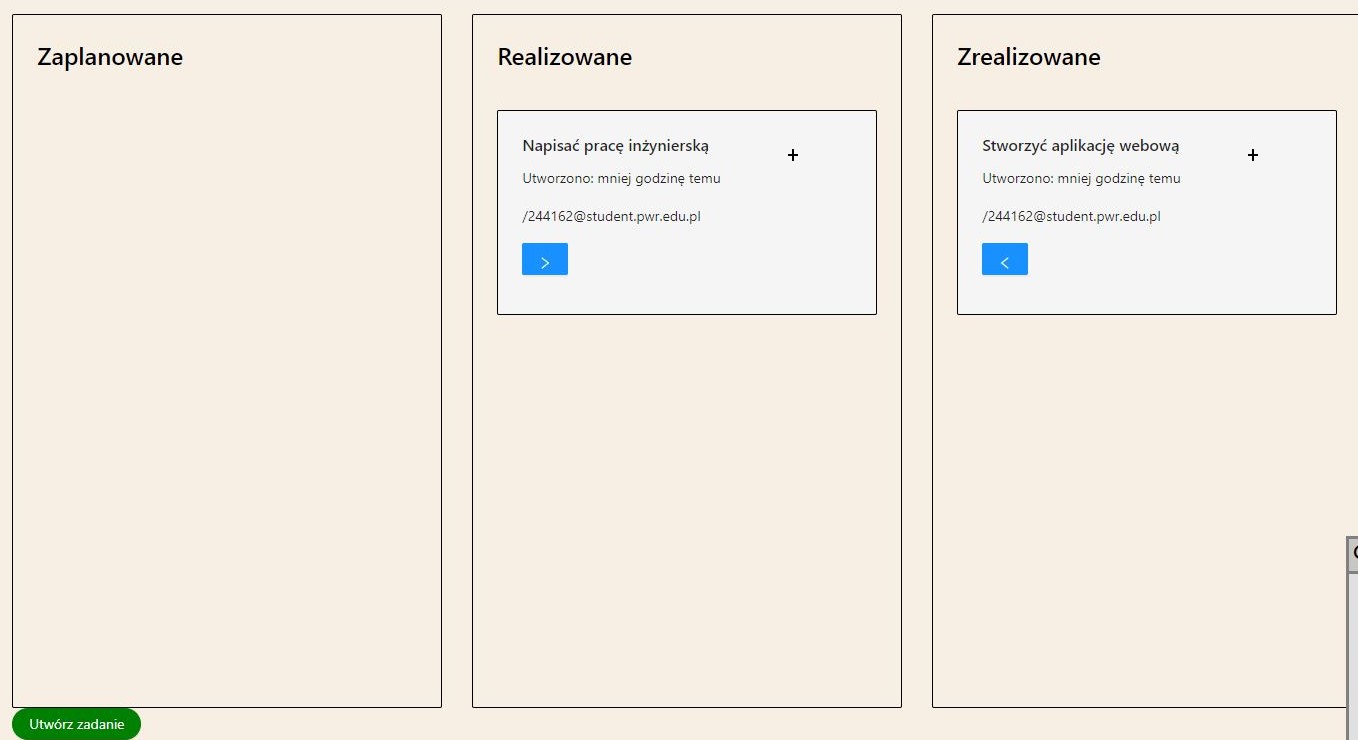 Zaplanowane
Realizowane
Napisać pracę inżynierską +
Utworzono: mniej godzinę temu
/244162@student.pwr.edu.pl
>
Zrealizowane
Stworzyć aplikację webową +
Utworzono: mniej godzinę temu
/244162@student.pwr.edu.pl
<
Utwórz zadanie